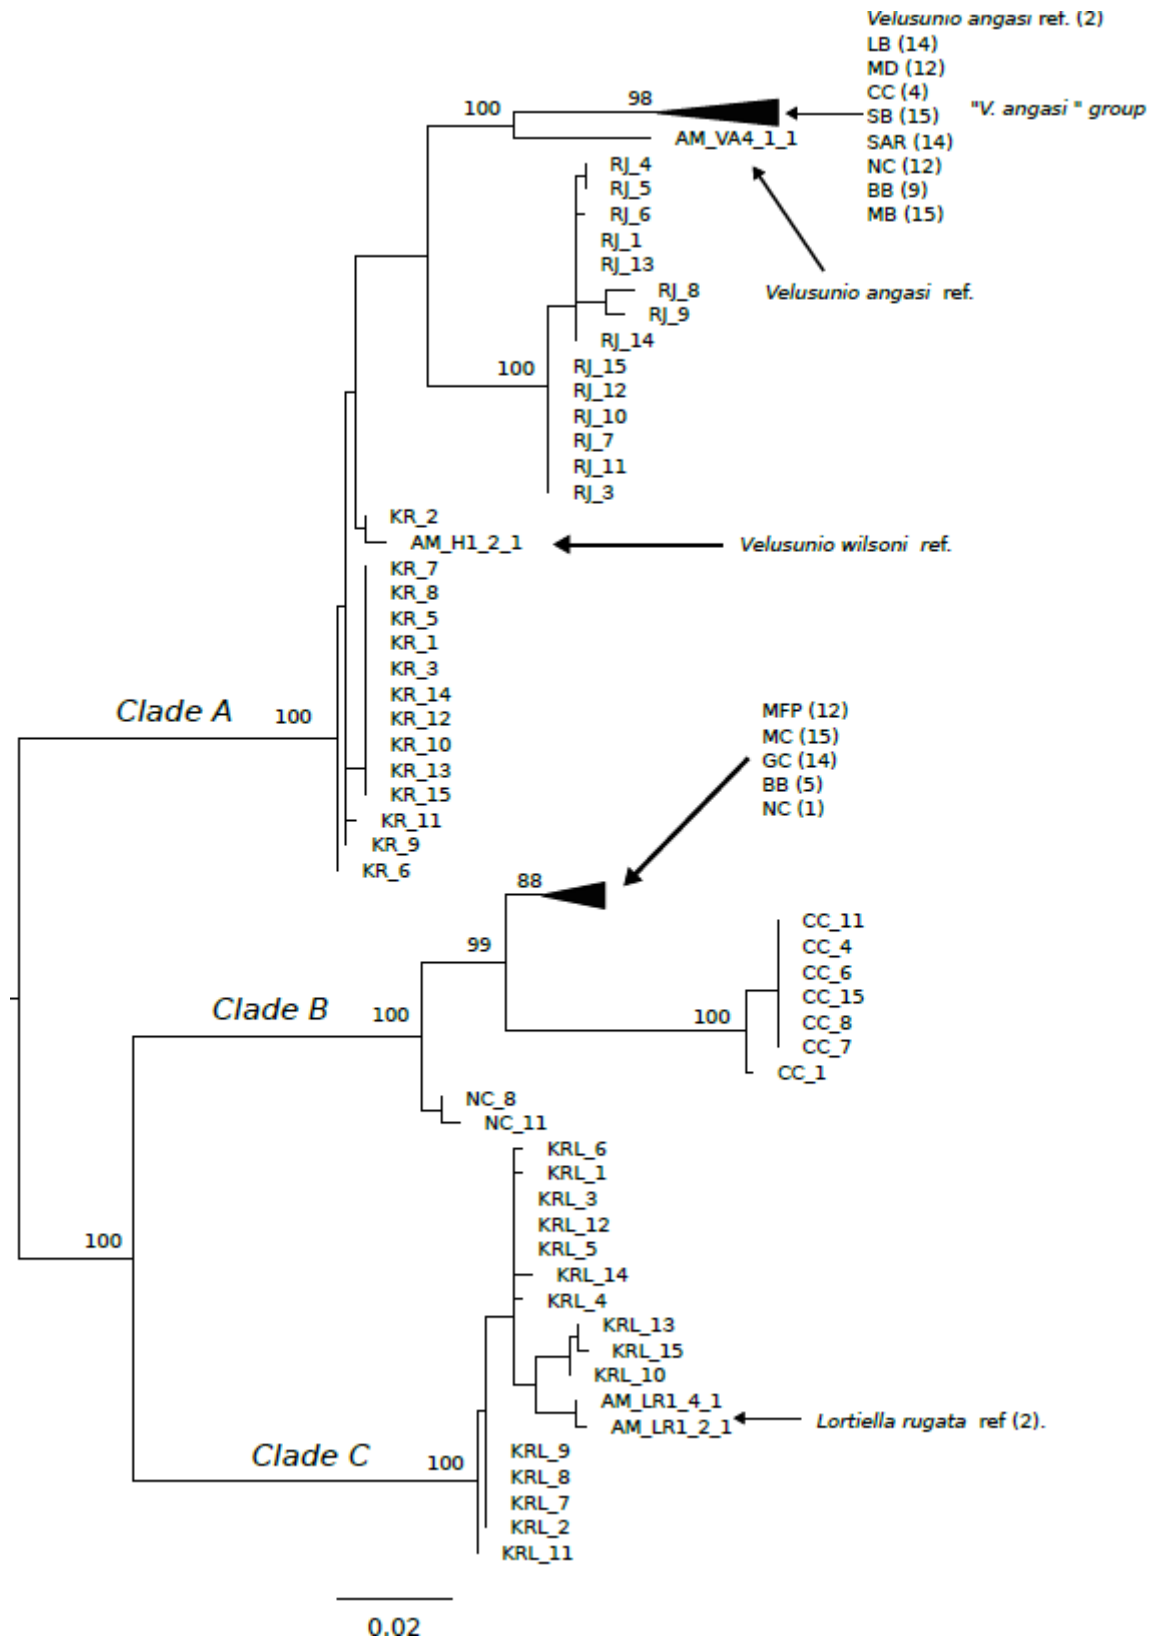 Velusunio angasi ref. (2)
LB (14)
MD (12)
CC (4)
SB (15)
SAR (14)
NC (12)
BB (9)
MB (15)
"V. angasi " group
98
100
AM_VA4_1_1
Velusunio angasi ref.
RJ_4
RJ_5
RJ_6
RJ_1
RJ_13
RJ_8
RJ_9
RJ_14
100
RJ_15
RJ_12
RJ_10
RJ_7
RJ_11
RJ_3
KR_2
AM_H1_2_1
Velusunio wilsoni ref.
KR_7
KR_8
KR_5
KR_1
KR_3
KR_14
KR_12
KR_10
KR_13
KR_15
KR_11
KR_9
KR_6
Clade A 100
MFP (12)
MC (15)
GC (14)
BB (5)
NC (1)
88
99
CC_11
CC_4
CC_6
CC_15
CC_8
CC_7
CC_1
100
Clade B 100
NC_8
NC_11
100
KRL_6
KRL_1
KRL_3
KRL_12
KRL_5
KRL_14
KRL_4
KRL_13
KRL_15
KRL_10
AM_LR1_4_1
AM_LR1_2_1
Lortiella rugata ref (2).
KRL_9
KRL_8
KRL_7
KRL_2
KRL_11
Clade C 100
0.02